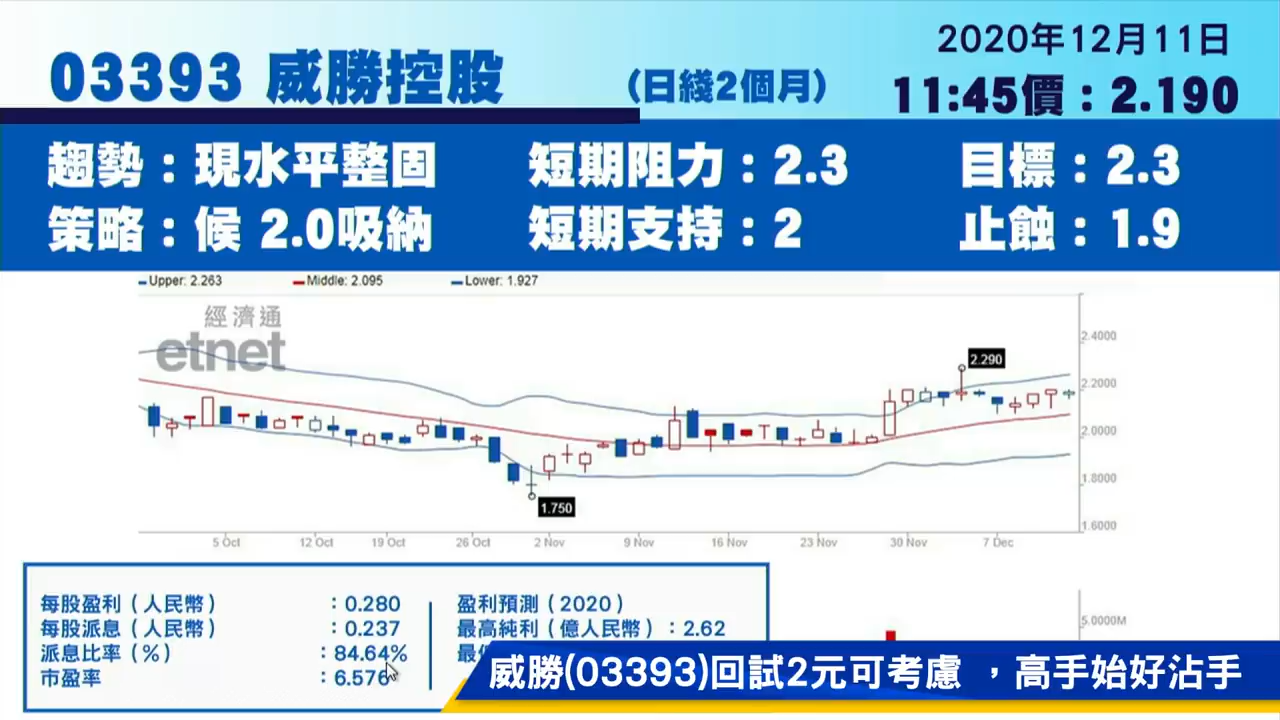 03393 威勝控股
(日綫2個月)
2020年12月11日
11:45價：2.190
趨勢：現水平整固
短期阻力：2.3
目標：2.3
策略：候 2.0吸納
短期支持：2
止蝕：1.9
Upper: 2.263
Middle: 2.095
Lower: 1.927
經濟通
etnet
2.290
1.750
2.4000
2.2000
2.0000
1.8000
1.6000
5 Oct
12 Oct
19 Oct
26 Oct
2 Nov
9 Nov
16 Nov
23 Nov
30 Nov
7 Dec
5.0000M
每股盈利（人民幣）：0.280
每股派息（人民幣）：0.237
派息比率（%）：84.64%
市盈率：6.576
盈利預測（2020）
最高純利（億人民幣）：2.62
威勝(03393)回試2元可考慮 ，高手始好沾手